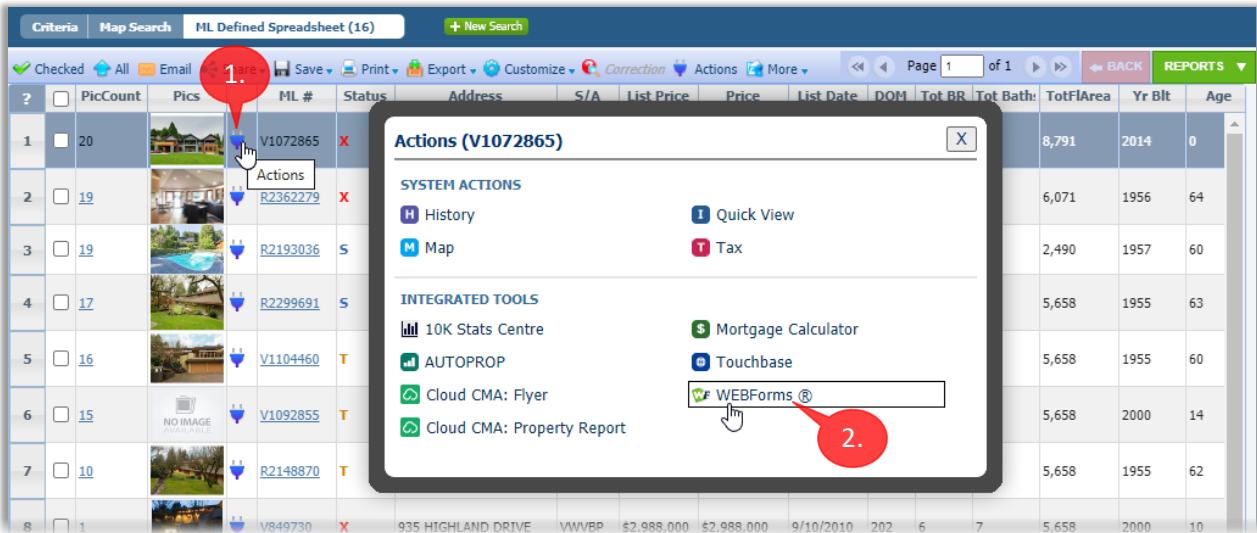 Criteria Map Search ML Defined Spreadsheet (16) + New Search
Checked All Email Share Save Print Export Customize Correction Actions More Page 1 of 1 BACK REPORTS
1.
? PicCount Pics ML # Status Address S/A List Price Price List Date DOM Tot BR Tot Baths TotFlArea Yr Blt Age
1 20 V1072865 X 8,791 2014 0
Actions
2 19 R2362279 X 6,071 1956 64
3 19 R2193036 S 2,490 1957 60
4 17 R2299691 S 5,658 1955 63
5 16 V1104460 T 5,658 1955 60
6 15 NO IMAGE AVAILABLE V1092855 T 5,658 2000 14
7 10 R2148870 T 5,658 1955 62
8 1 V849730 X 935 HIGHLAND DRIVE VWVBP $2,988,000 $2,988,000 9/10/2010 202 6 7 5,658 2000 10
Actions (V1072865) X
SYSTEM ACTIONS
H History I Quick View
M Map T Tax
INTEGRATED TOOLS
10K Stats Centre $ Mortgage Calculator
AUTOPROP Touchbase
Cloud CMA: Flyer WF WEBForms ®
Cloud CMA: Property Report
2.